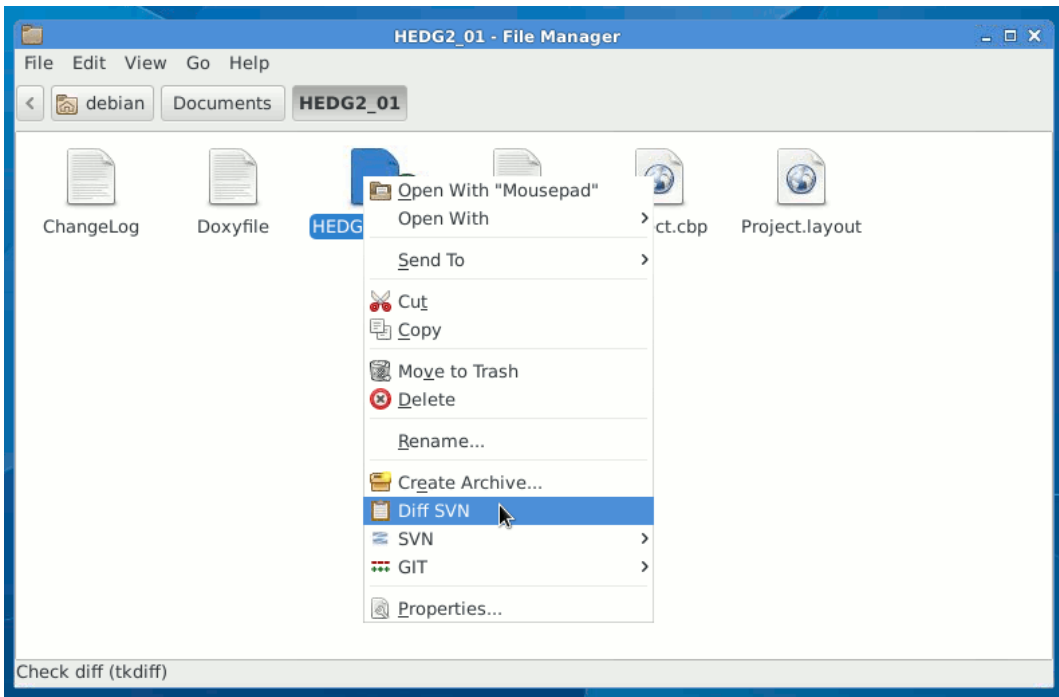 HEDG2_01 - File Manager
File Edit View Go Help
debian Documents HEDG2_01
Open With "Mousepad"
Open With
ChangeLog Doxyfile HEDG ct.cbp Project.layout
Send To
Cut
Copy
Move to Trash
Delete
Rename...
Create Archive...
Diff SVN
SVN
GIT
Properties...
Check diff (tkdiff)